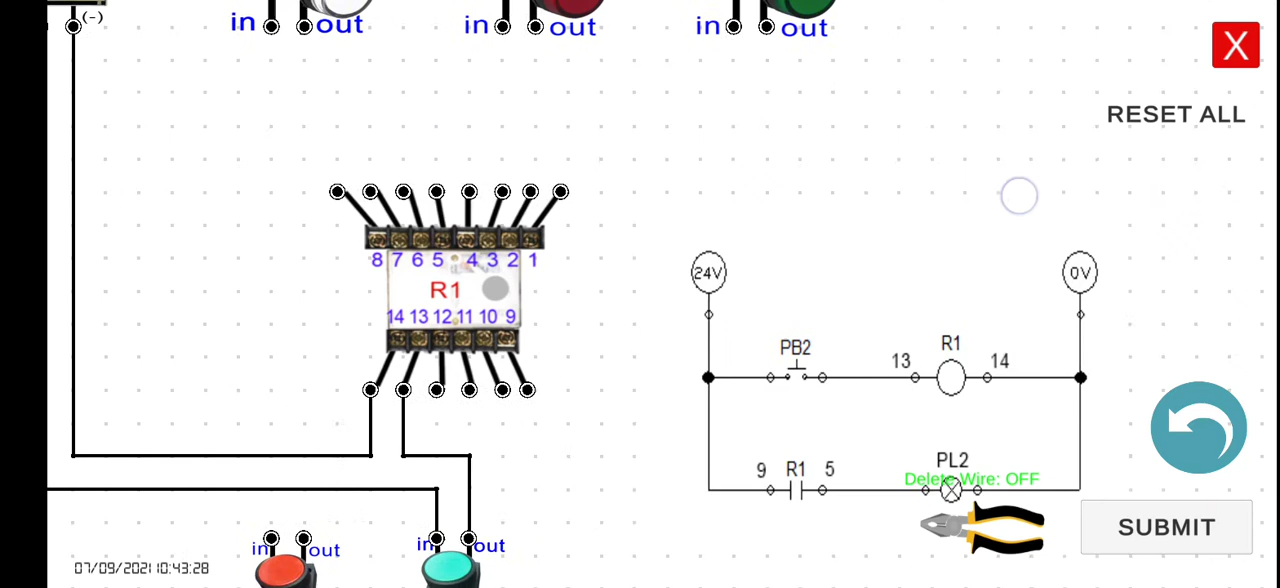 (-)
in out
in out
in out
X
RESET ALL
8 7 6 5 4 3 2 1
R1
14 13 12 11 10 9
24V
0V
PB2
13 R1 14
9 R1 5
PL2
Delete Wire: OFF
SUBMIT
in out
in out
07/09/2021 10:43:28